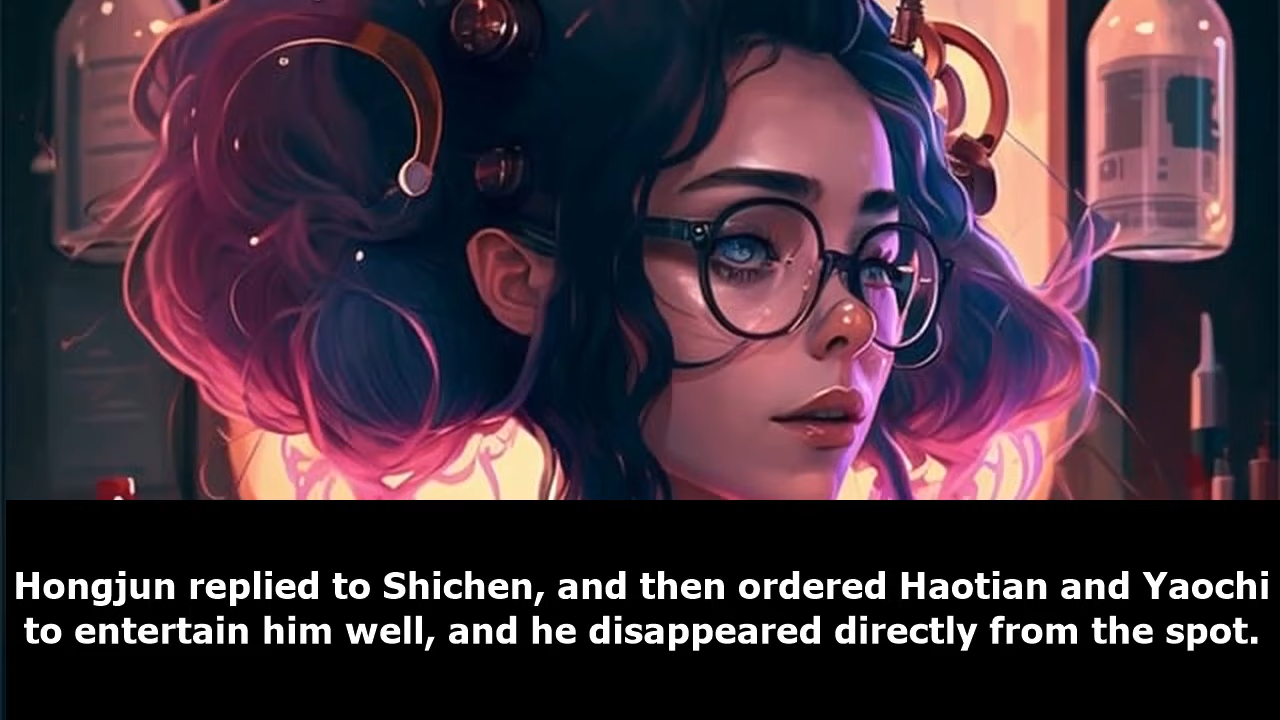 Hongjun replied to Shichen, and then ordered Haotian and Yaochi
to entertain him well, and he disappeared directly from the spot.